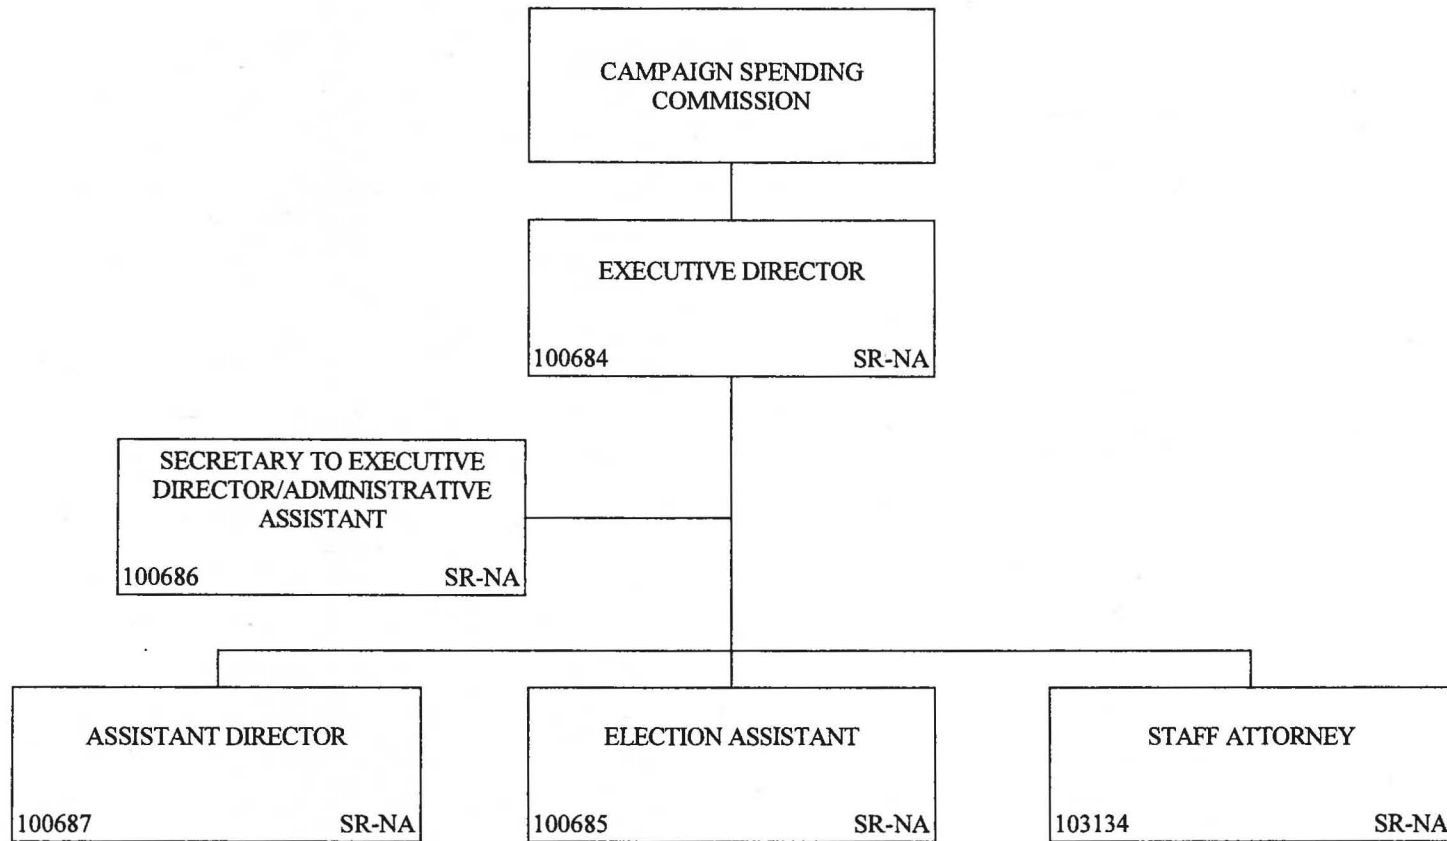 CAMPAIGN SPENDING
COMMISSION
EXECUTIVE DIRECTOR
100684 SR-NA
SECRETARY TO EXECUTIVE
DIRECTOR/ADMINISTRATIVE
ASSISTANT
100686 SR-NA
ASSISTANT DIRECTOR
100687 SR-NA
ELECTION ASSISTANT
100685 SR-NA
STAFF ATTORNEY
103134 SR-NA